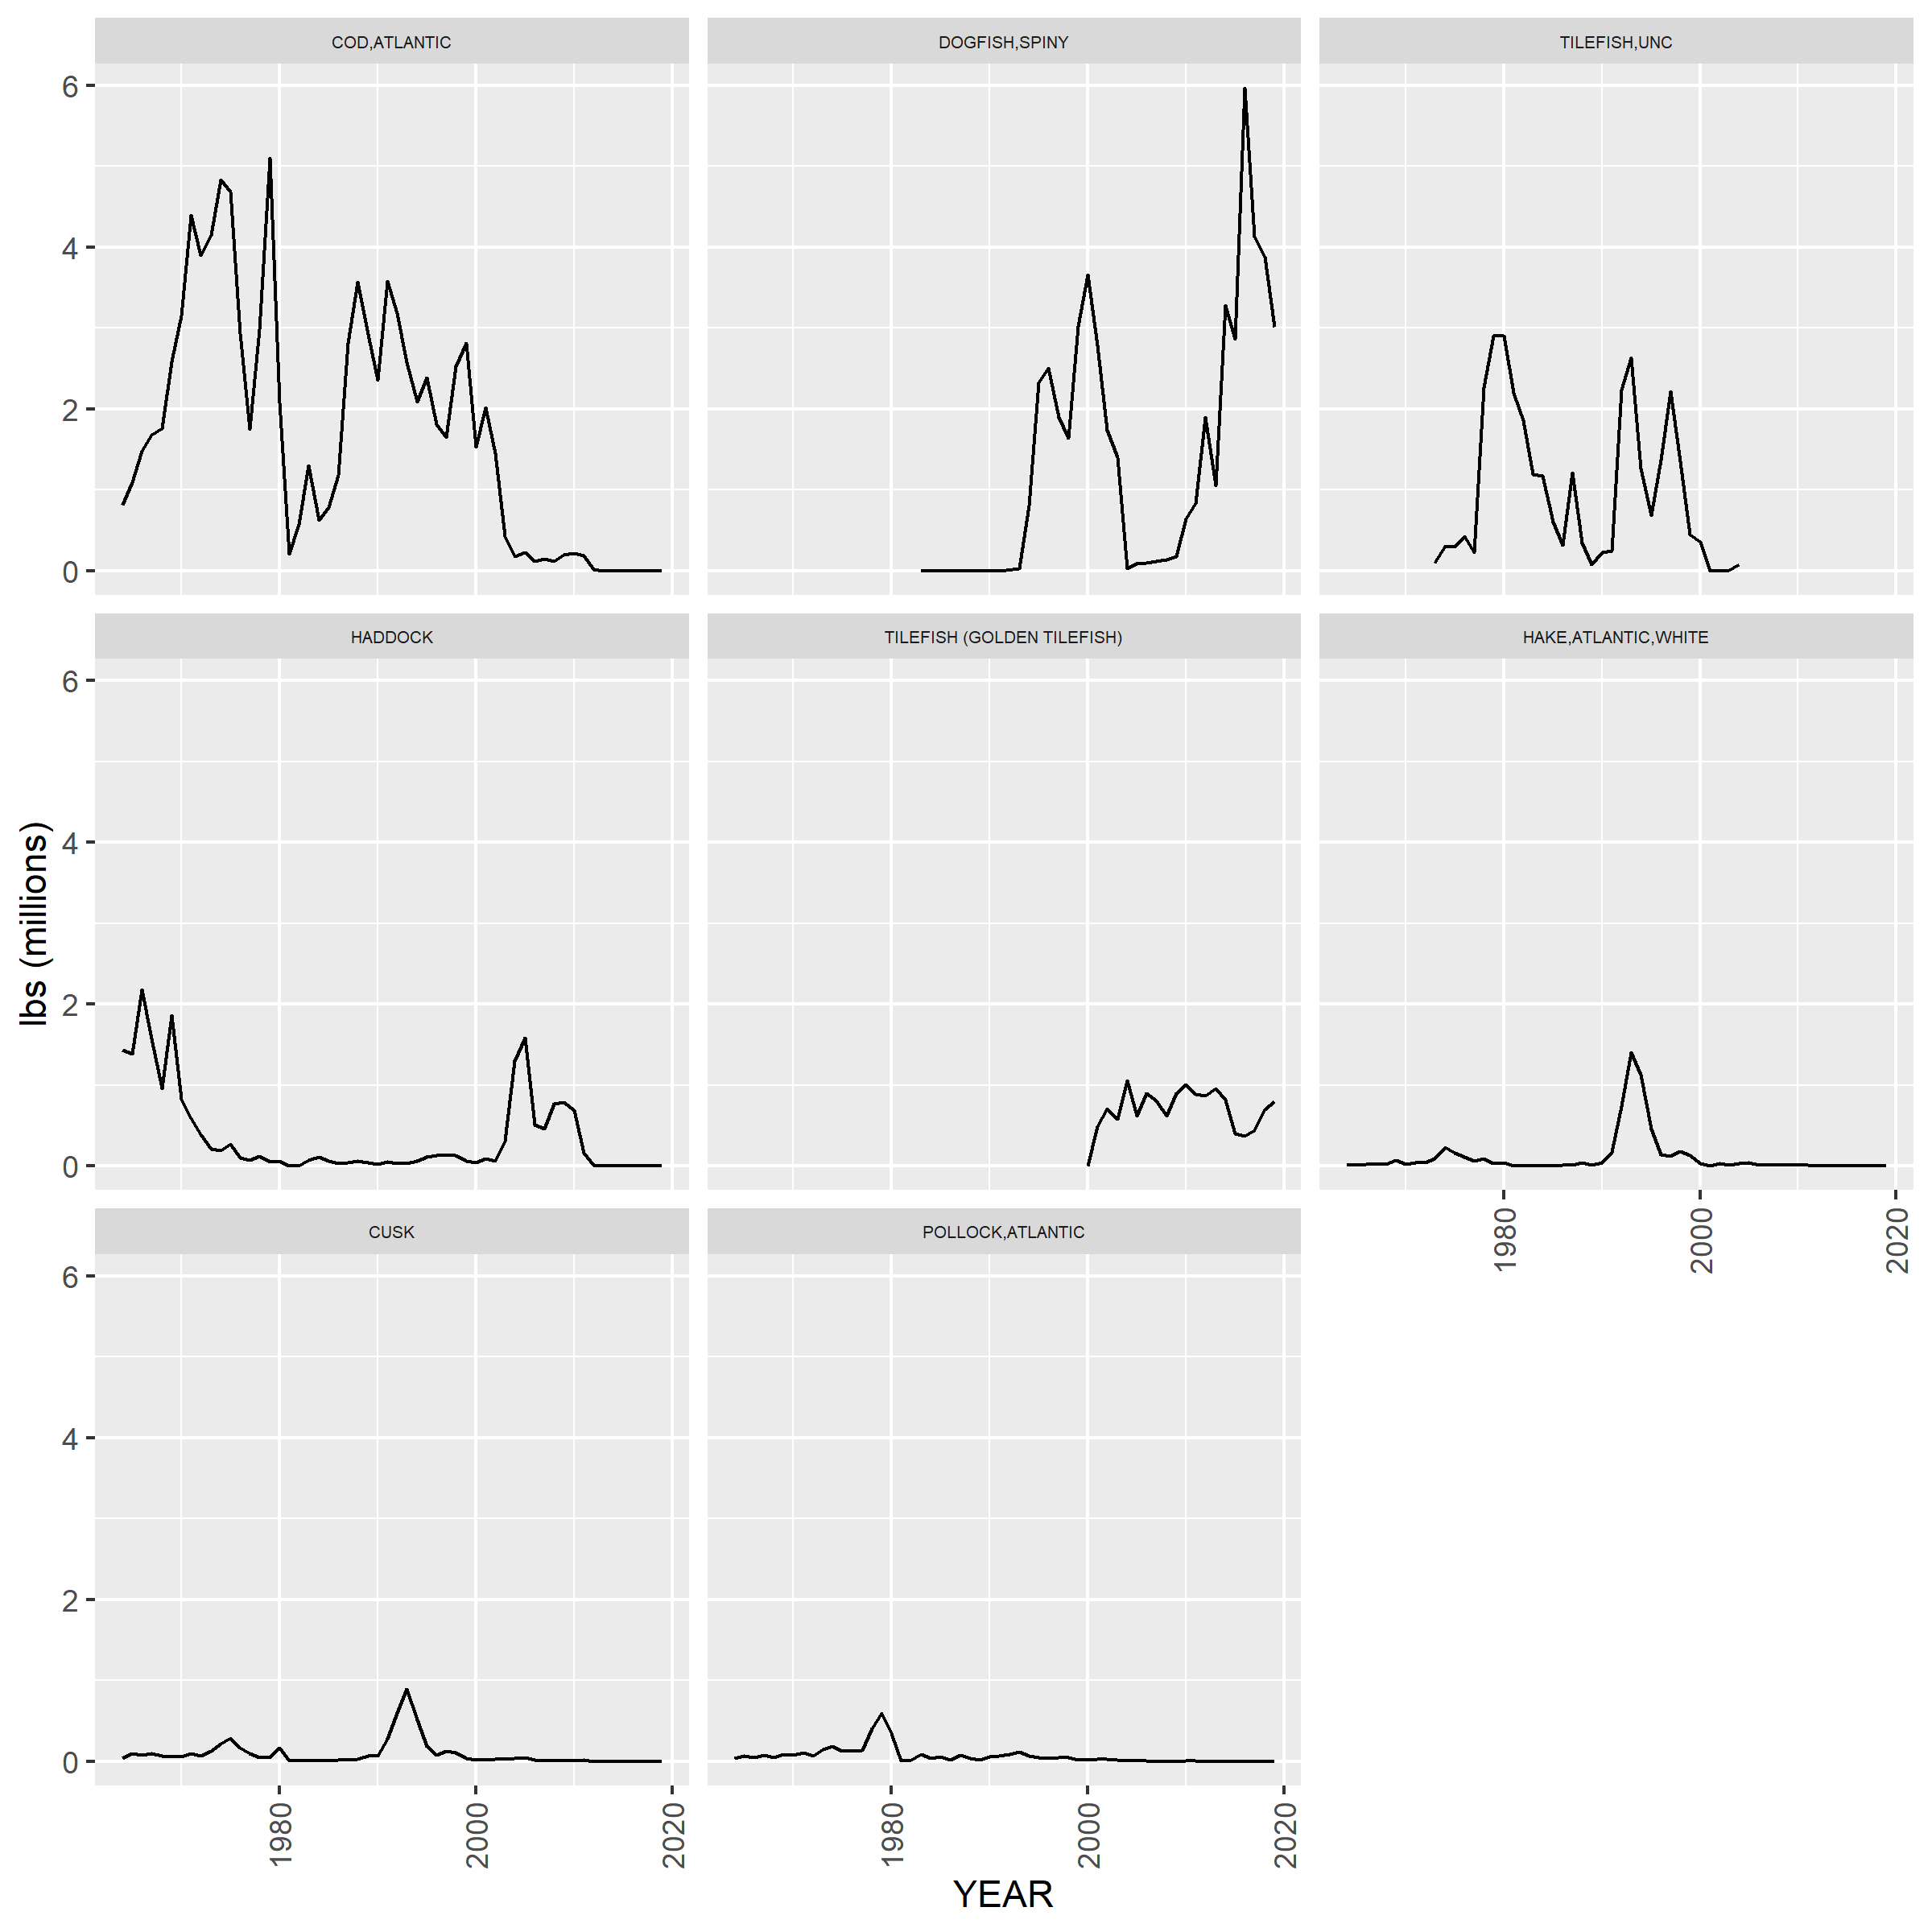 COD,ATLANTIC
DOGFISH,SPINY
TILEFISH,UNC
6
4
2
0
HADDOCK
TILEFISH (GOLDEN TILEFISH)
HAKE,ATLANTIC,WHITE
6
4
2
0
1980
2000
2020
lbs (millions)
CUSK
POLLOCK,ATLANTIC
6
4
2
0
1980
2000
2020
1980
2000
2020
YEAR